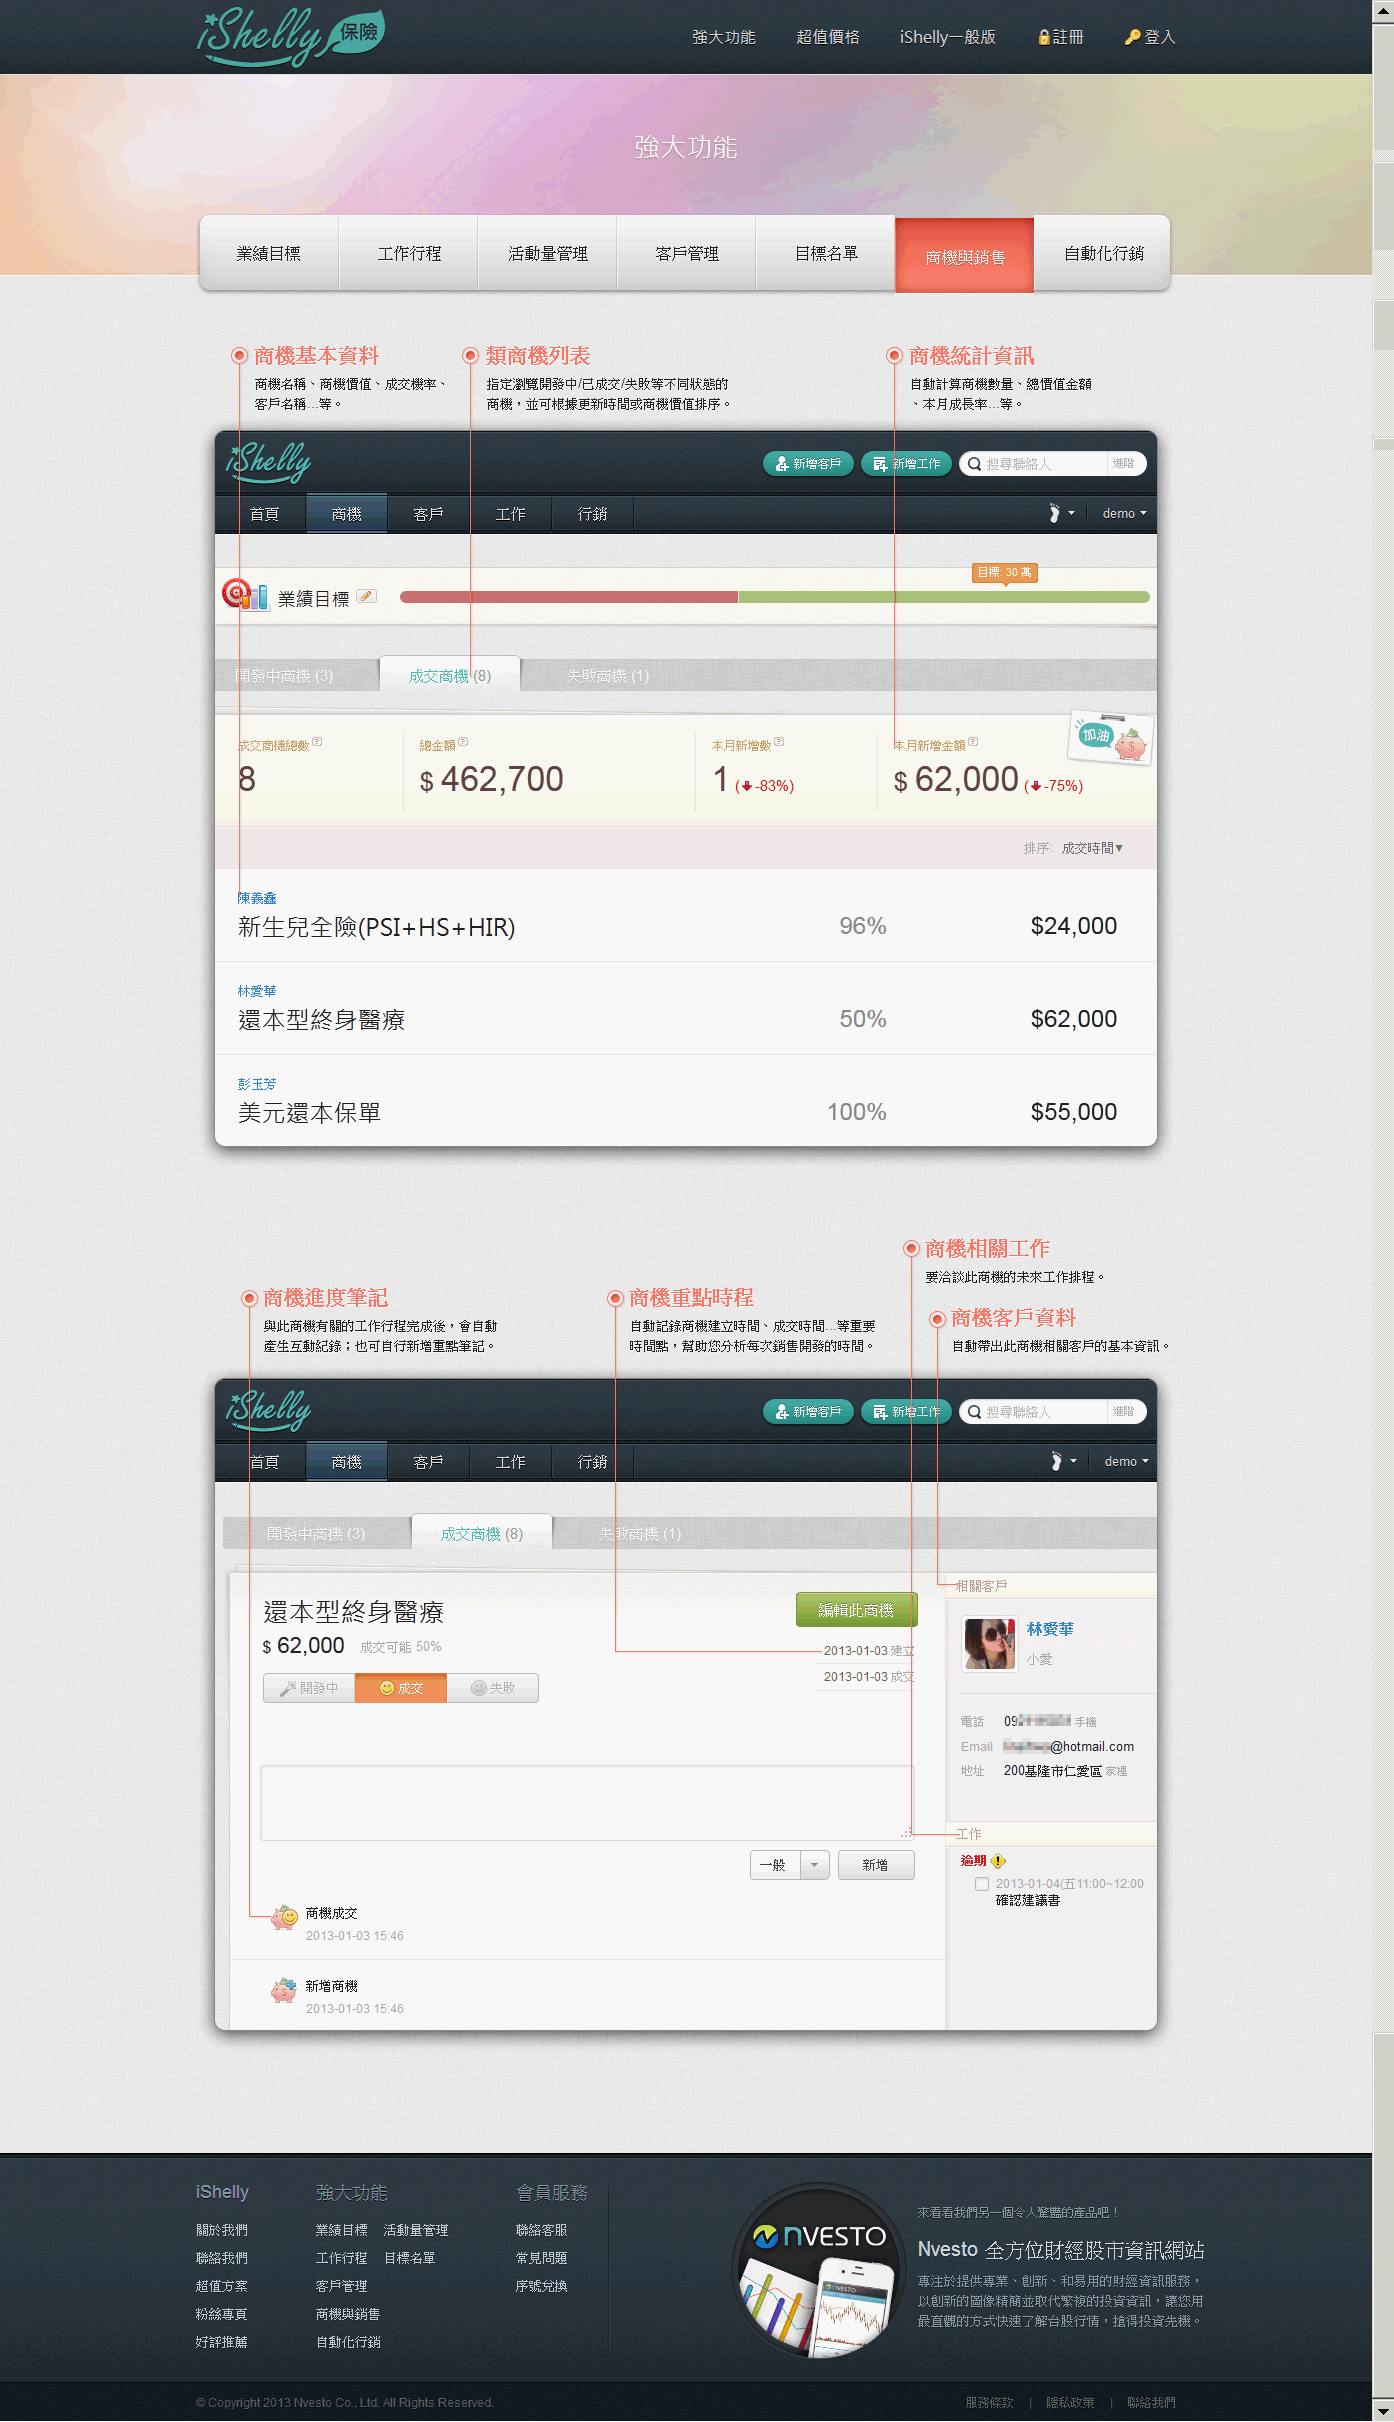 iShelly 保險
強大功能 超值價格 iShelly一般版 註冊 登入
強大功能
業績目標 工作行程 活動量管理 客戶管理 目標名單 商機與銷售 自動化行銷
商機基本資料
商機名稱、商機價值、成交機率、
客戶名稱...等。
類商機列表
指定瀏覽開發中/已成交/失敗等不同狀態的
商機，並可根據更新時間或商機價值排序。
商機統計資訊
自動計算商機數量、總價值金額
、本月成長率...等。
iShelly
新增客戶 新增工作 搜尋聯絡人 進階
首頁 商機 客戶 工作 行銷 demo
目標: 30 萬
業績目標
開發中商機 (3) 成交商機 (8) 失敗商機 (1)
加油
成交商機總數 總金額 本月新增數 本月新增金額
8 $ 462,700 1 (-83%) $ 62,000 (-75%)
排序: 成交時間▼
陳義鑫
新生兒全險(PSI+HS+HIR) 96% $24,000
林愛華
還本型終身醫療 50% $62,000
彭玉芳
美元還本保單 100% $55,000
商機進度筆記
與此商機有關的工作行程完成後，會自動
產生互動紀錄；也可自行新增重點筆記。
商機重點時程
自動記錄商機建立時間、成交時間...等重要
時間點，幫助您分析每次銷售開發的時間。
商機相關工作
要洽談此商機的未來工作排程。
商機客戶資料
自動帶出此商機相關客戶的基本資訊。
iShelly
新增客戶 新增工作 搜尋聯絡人 進階
首頁 商機 客戶 工作 行銷 demo
開發中商機 (3) 成交商機 (8) 失敗商機 (1)
還本型終身醫療
編輯此商機
$ 62,000 成交可能 50%
2013-01-03 建立
2013-01-03 成交
開發中 成交 失敗
一般 新增
商機成交
2013-01-03 15:46
新增商機
2013-01-03 15:46
相關客戶
林愛華
小愛
電話 09 手機
Email @hotmail.com
地址 200基隆市仁愛區 家裡
工作
逾期
2013-01-04(五11:00~12:00
確認建議書
iShelly
關於我們
聯絡我們
超值方案
粉絲專頁
好評推薦
強大功能
業績目標 活動量管理
工作行程 目標名單
客戶管理
商機與銷售
自動化行銷
會員服務
聯絡客服
常見問題
序號兌換
NVESTO
NVESTO
來看看我們另一個令人驚豔的產品吧！
Nvesto 全方位財經股市資訊網站
專注於提供專業、創新、和易用的財經資訊服務，
以創新的圖像精簡並取代繁複的投資資訊，讓您用
最直觀的方式快速了解台股行情，搶得投資先機。
© Copyright 2013 Nvesto Co., Ltd. All Rights Reserved.
服務條款 | 隱私政策 | 聯絡我們